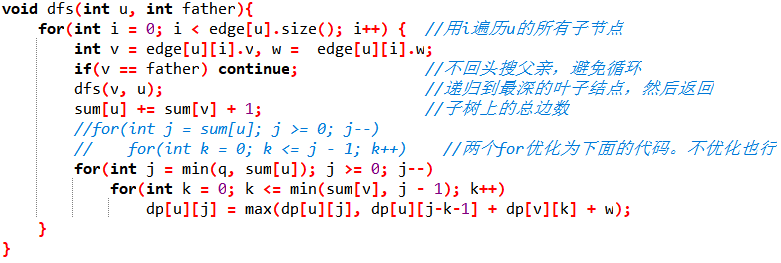 void dfs(int u, int father){
    for(int i = 0; i < edge[u].size(); i++) {  //用i遍历u的所有子节点
        int v = edge[u][i].v, w =  edge[u][i].w;
        if(v == father) continue;              //不回头搜父亲，避免循环
        dfs(v, u);                             //递归到最深的叶子结点，然后返回
        sum[u] += sum[v] + 1;                  //子树上的总边数
        //for(int j = sum[u]; j >= 0; j--)
        //    for(int k = 0; k <= j - 1; k++)    //两个for优化为下面的代码。不优化也行
        for(int j = min(q, sum[u]); j >= 0; j--)
            for(int k = 0; k <= min(sum[v], j - 1); k++)
                dp[u][j] = max(dp[u][j], dp[u][j-k-1] + dp[v][k] + w);
    }
}